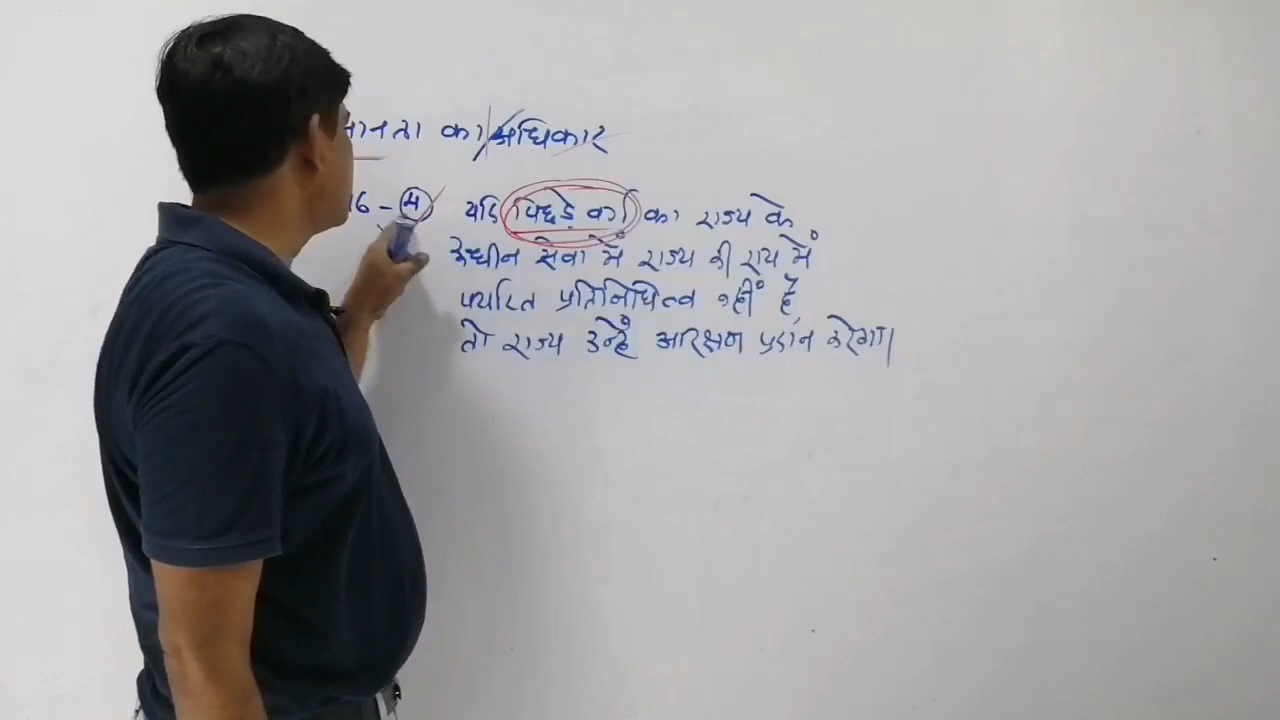 मानता का अधिकार
16 - 4 यदि पिछड़े वर्ग का राज्य के
अधीन सेवा में राज्य की राय में
पर्याप्त प्रतिनिधित्व नहीं है,
तो राज्य उन्हें आरक्षण प्रदान करेगा।